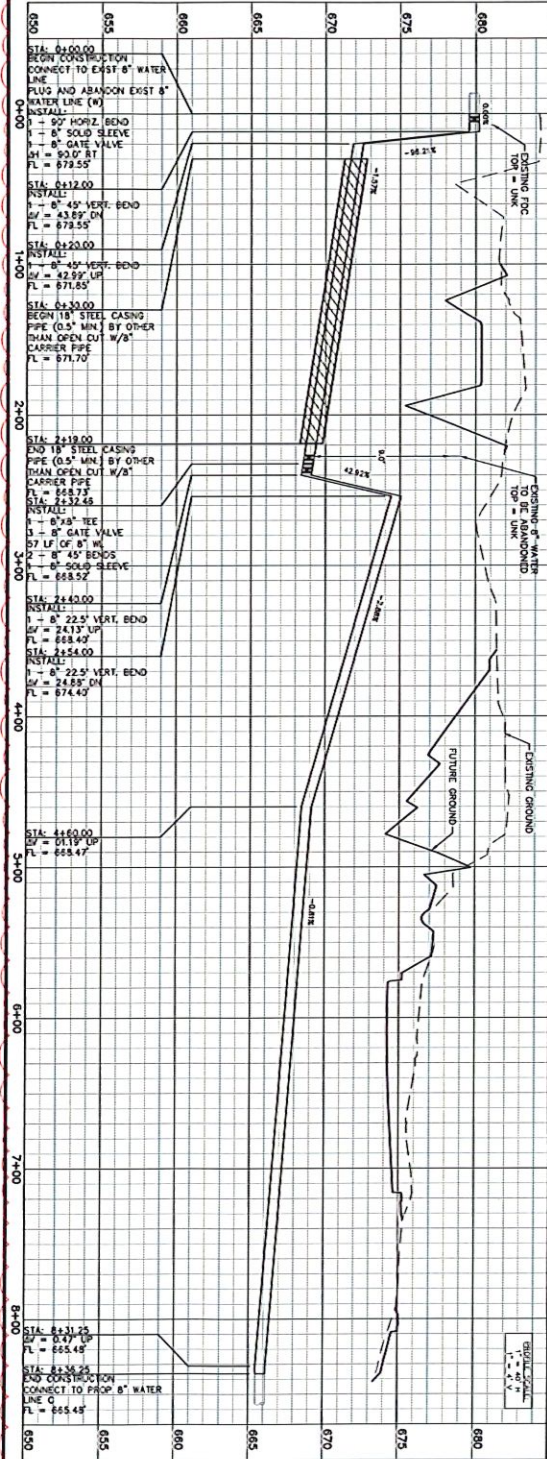 STA: 0+00.00
BEGIN CONSTRUCTION
CONNECT TO EXIST 8" WATER
LINE
PLUG AND ABANDON EXIST 8"
WATER LINE (W)
INSTALL:
1 - 90° HORIZ. BEND
1 - 8" SOLID SLEEVE
1 - 8" GATE VALVE
ΔH = 90.0° RT
FL = 679.55'
STA: 0+12.00
INSTALL:
1 - 8" 45° VERT. BEND
ΔV = 43.89° DN
FL = 679.55'
STA: 0+20.00
INSTALL:
1 - 8" 45° VERT. BEND
ΔV = 42.99° UP
FL = 671.85'
STA: 0+30.00
BEGIN 18" STEEL CASING
PIPE (0.5" MIN.) BY OTHER
THAN OPEN CUT W/8"
CARRIER PIPE
FL = 671.70'
STA: 2+19.00
END 18" STEEL CASING
PIPE (0.5" MIN.) BY OTHER
THAN OPEN CUT W/8"
CARRIER PIPE
FL = 668.73'
STA: 2+32.46
INSTALL:
1 - 8"X8" TEE
3 - 8" GATE VALVE
57 LF OF 8" WL
2 - 8" 45° BENDS
1 - 8" SOLID SLEEVE
FL = 668.52'
STA: 2+40.00
INSTALL:
1 - 8" 22.5° VERT. BEND
ΔV = 24.13° UP
FL = 668.40'
STA: 2+54.00
INSTALL:
1 - 8" 22.5° VERT. BEND
ΔV = 24.88° DN
FL = 674.40'
STA: 4+60.00
ΔV = 01.19° UP
FL = 668.47'
STA: 8+31.25
ΔV = 0.47° UP
FL = 665.48'
STA: 8+36.25
END CONSTRUCTION
CONNECT TO PROP. 8" WATER
LINE C
FL = 665.48'
650
655
660
665
670
675
680
650
655
660
665
670
675
680
0+00
1+00
2+00
3+00
4+00
5+00
6+00
7+00
8+00
0.00%
-96.21%
-1.57%
42.92%
-2.88%
-0.81%
9.0'
EXISTING FOC
TOP = UNK
EXISTING 8" WATER
TO BE ABANDONED
TOP = UNK
EXISTING GROUND
FUTURE GROUND
PROFILE SCALE:
1" = 40' H
1" = 4' V